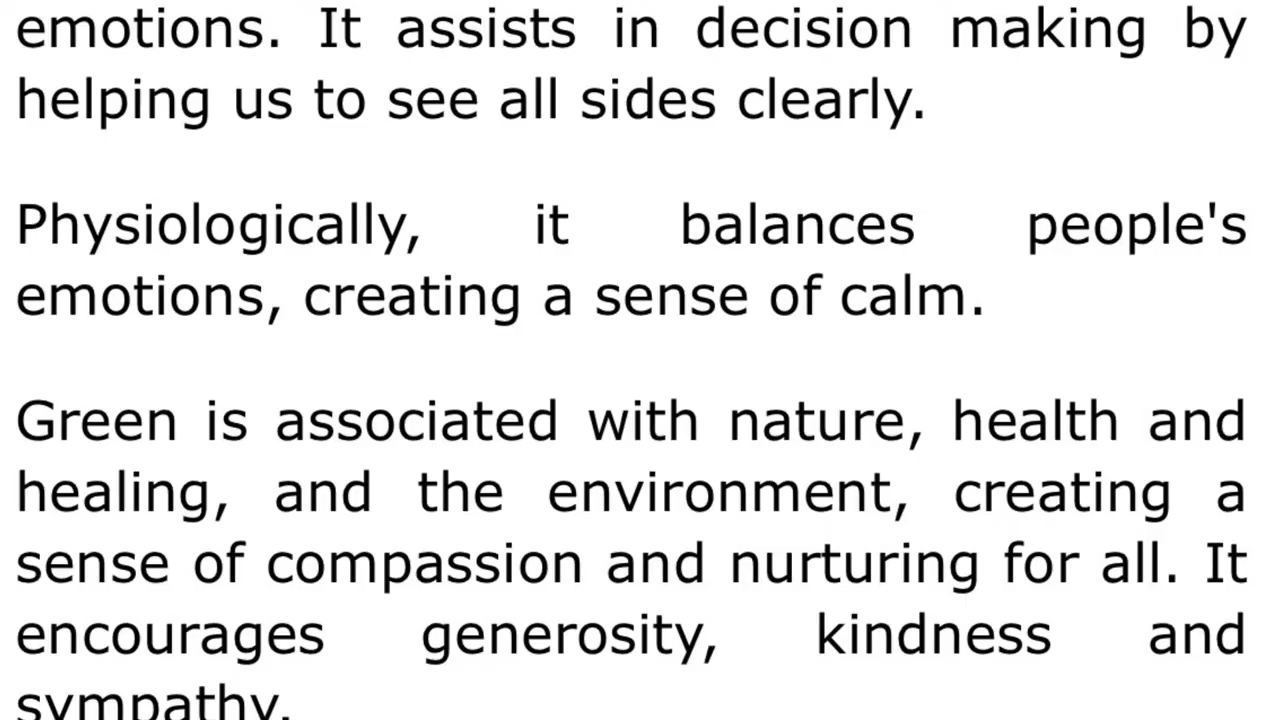 emotions. It assists in decision making by
helping us to see all sides clearly.
Physiologically, it balances people's
emotions, creating a sense of calm.
Green is associated with nature, health and
healing, and the environment, creating a
sense of compassion and nurturing for all. It
encourages generosity, kindness and
sympathy.